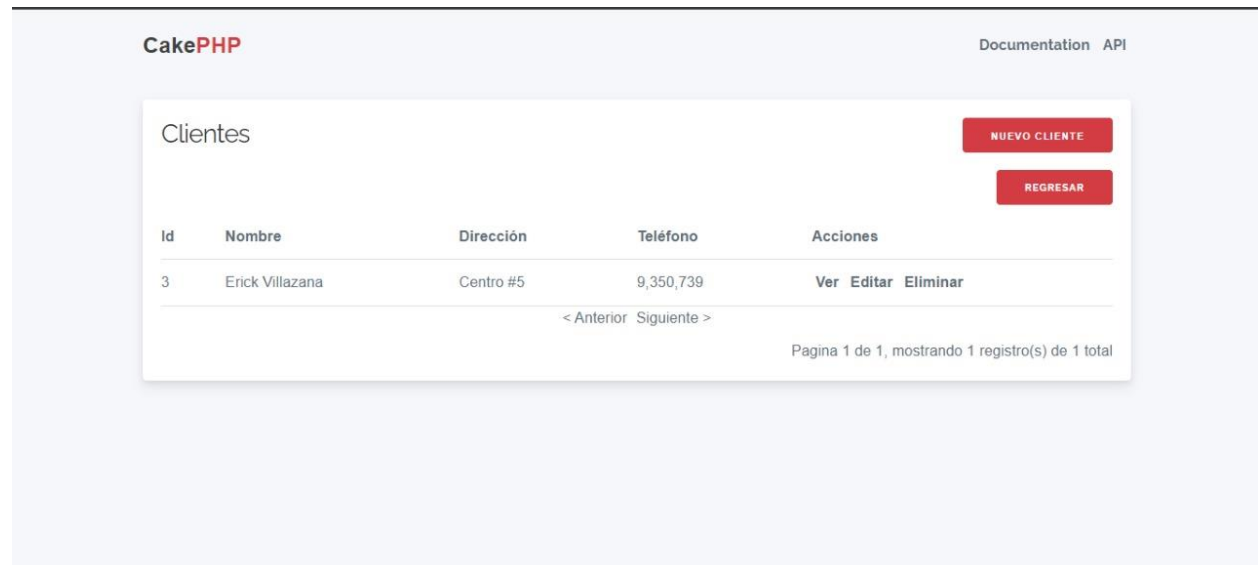 CakePHP Documentation API
Clientes
NUEVO CLIENTE
REGRESAR
Id Nombre Dirección Teléfono Acciones
3 Erick Villazana Centro #5 9,350,739 Ver Editar Eliminar
< Anterior Siguiente >
Pagina 1 de 1, mostrando 1 registro(s) de 1 total